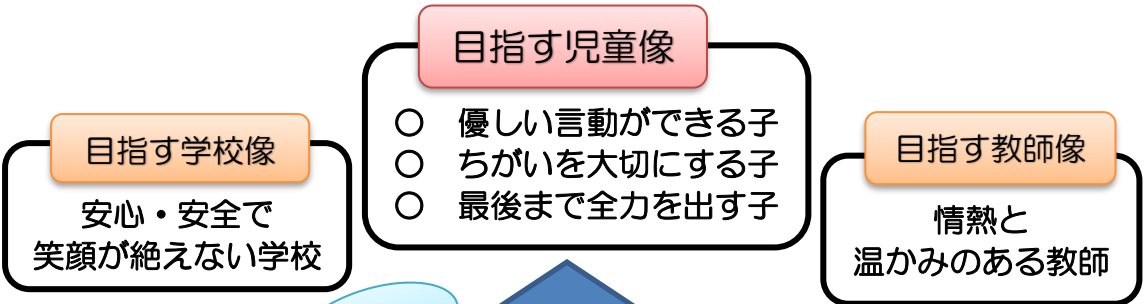 目指す児童像
○　優しい言動ができる子
○　ちがいを大切にする子
○　最後まで全力を出す子
目指す学校像
安心・安全で
笑顔が絶えない学校
目指す教師像
情熱と
温かみのある教師